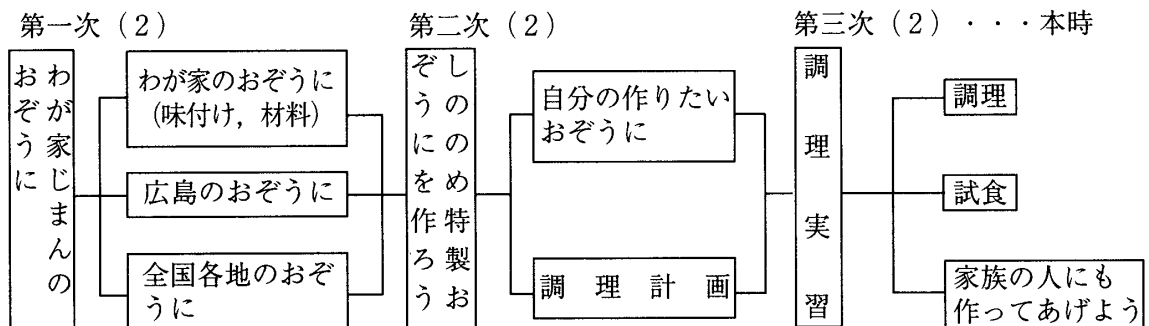 第一次(2)
わが家じまんの
おぞうに
わが家のおぞうに
(味付け,材料)
広島のおぞうに
全国各地のおぞ
うに
第二次(2)
しののめ特製お
ぞうにを作ろう
自分の作りたい
おぞうに
調理計画
第三次(2)・・・本時
調理実習
調理
試食
家族の人にも
作ってあげよう